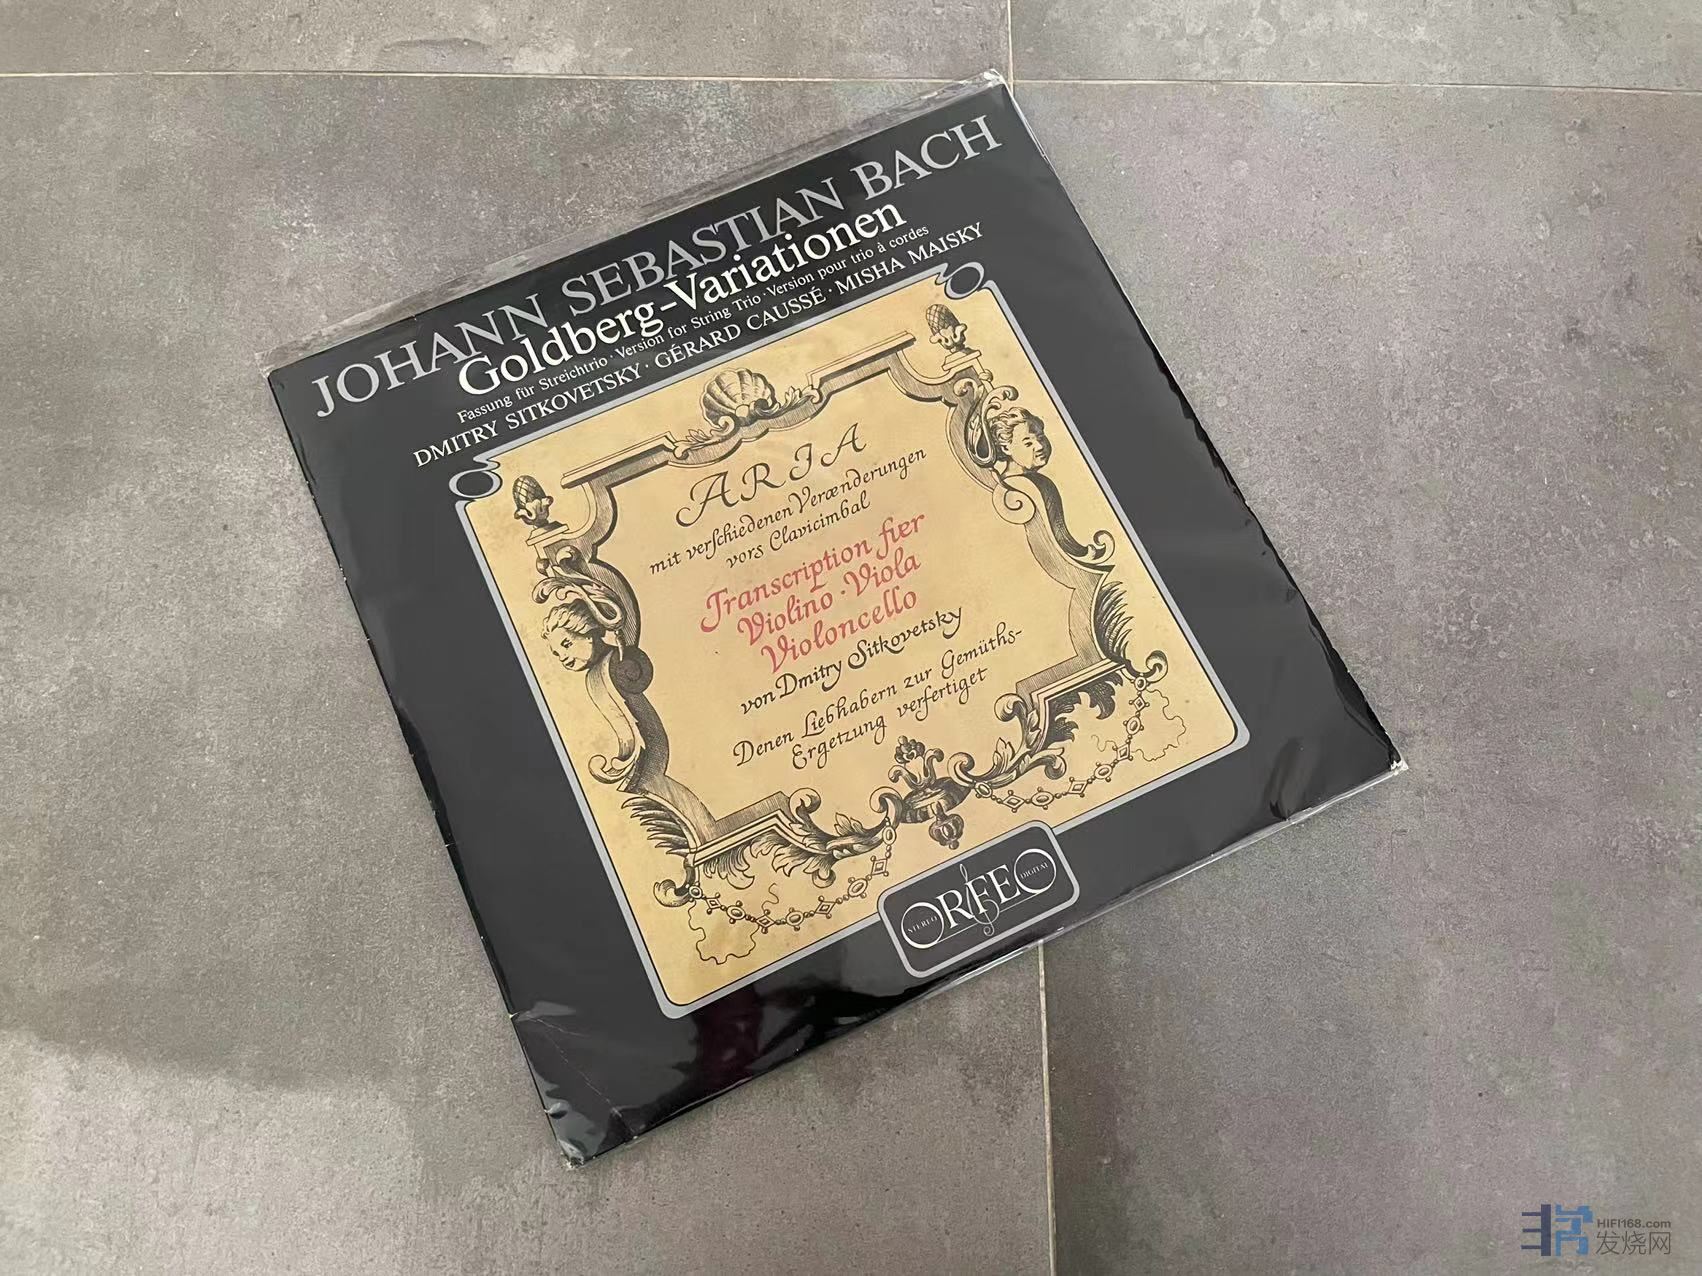 JOHANN SEBASTIAN BACH
Goldberg-Variationen
Fassung für Streichtrio · Version for String Trio · Version pour trio à cordes
DMITRY SITKOVETSKY · GÉRARD CAUSSÉ · MISHA MAISKY
ARIA
mit verschiedenen Verænderungen
vors Clavicimbal
Transcription fuer
Violino · Viola
Violoncello
von Dmitry Sitkovetsky
Denen Liebhabern zur Gemüths-
Ergetzung verfertiget
STEREO ORFEO DIGITAL
HIFI168.com
发烧网